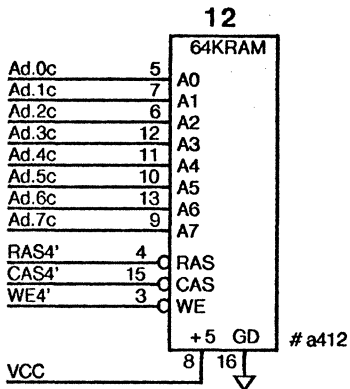 12
64KRAM
Ad.0c 5 A0
Ad.1c 7 A1
Ad.2c 6 A2
Ad.3c 12 A3
Ad.4c 11 A4
Ad.5c 10 A5
Ad.6c 13 A6
Ad.7c 9 A7
RAS4' 4 RAS
CAS4' 15 CAS
WE4' 3 WE
+5 GD #a412
VCC 8 16